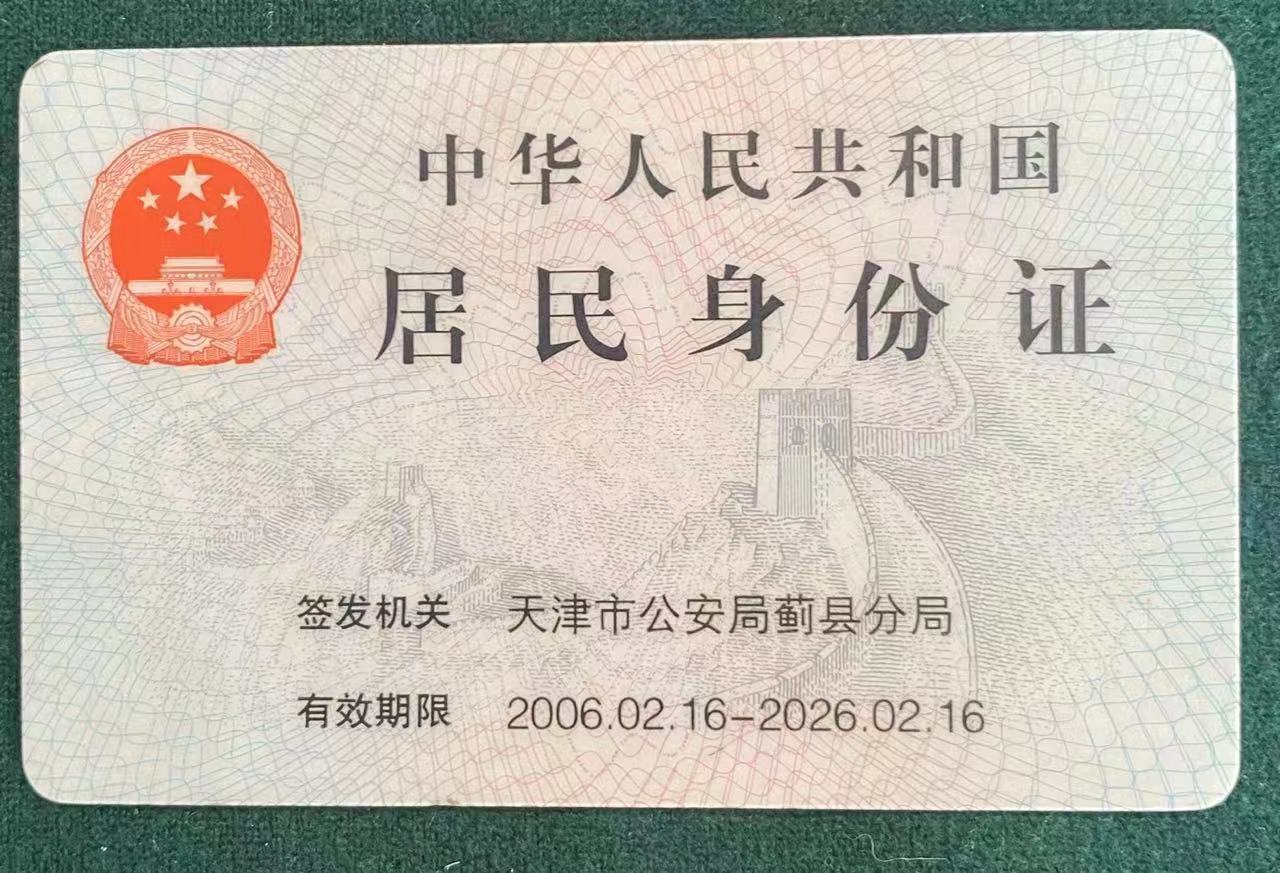 中华人民共和国
居民身份证
签发机关 天津市公安局蓟县分局
有效期限 2006.02.16-2026.02.16